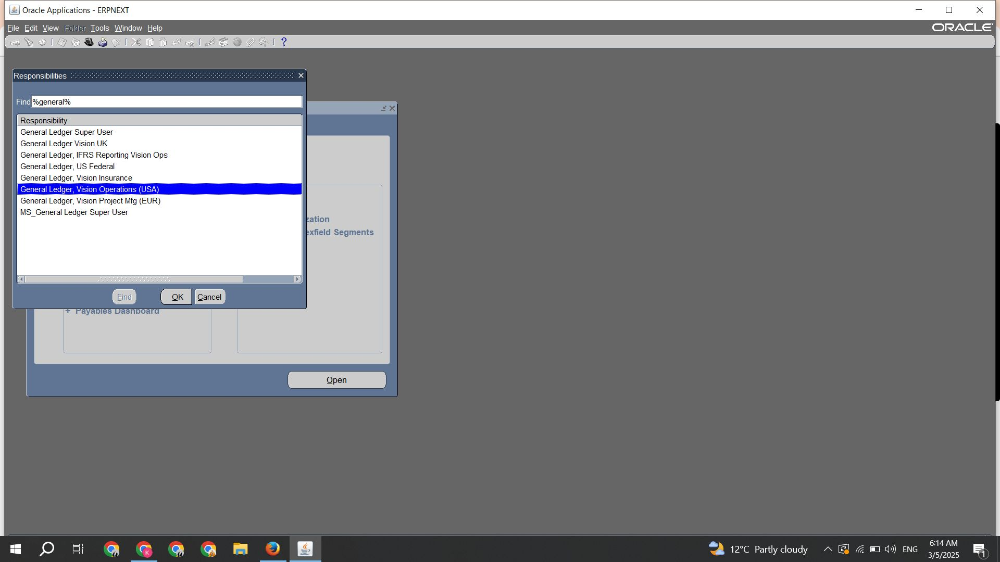 Oracle Applications - ERPNEXT
File Edit View Folder Tools Window Help
ORACLE
?
Responsibilities
Find %general%
Responsibility
General Ledger Super User
General Ledger Vision UK
General Ledger, IFRS Reporting Vision Ops
General Ledger, US Federal
General Ledger, Vision Insurance
General Ledger, Vision Operations (USA)
General Ledger, Vision Project Mfg (EUR)
MS_General Ledger Super User
zation
exfield Segments
Find OK Cancel
+ Payables Dashboard
Open
12°C Partly cloudy
ENG
6:14 AM
3/5/2025
1
K